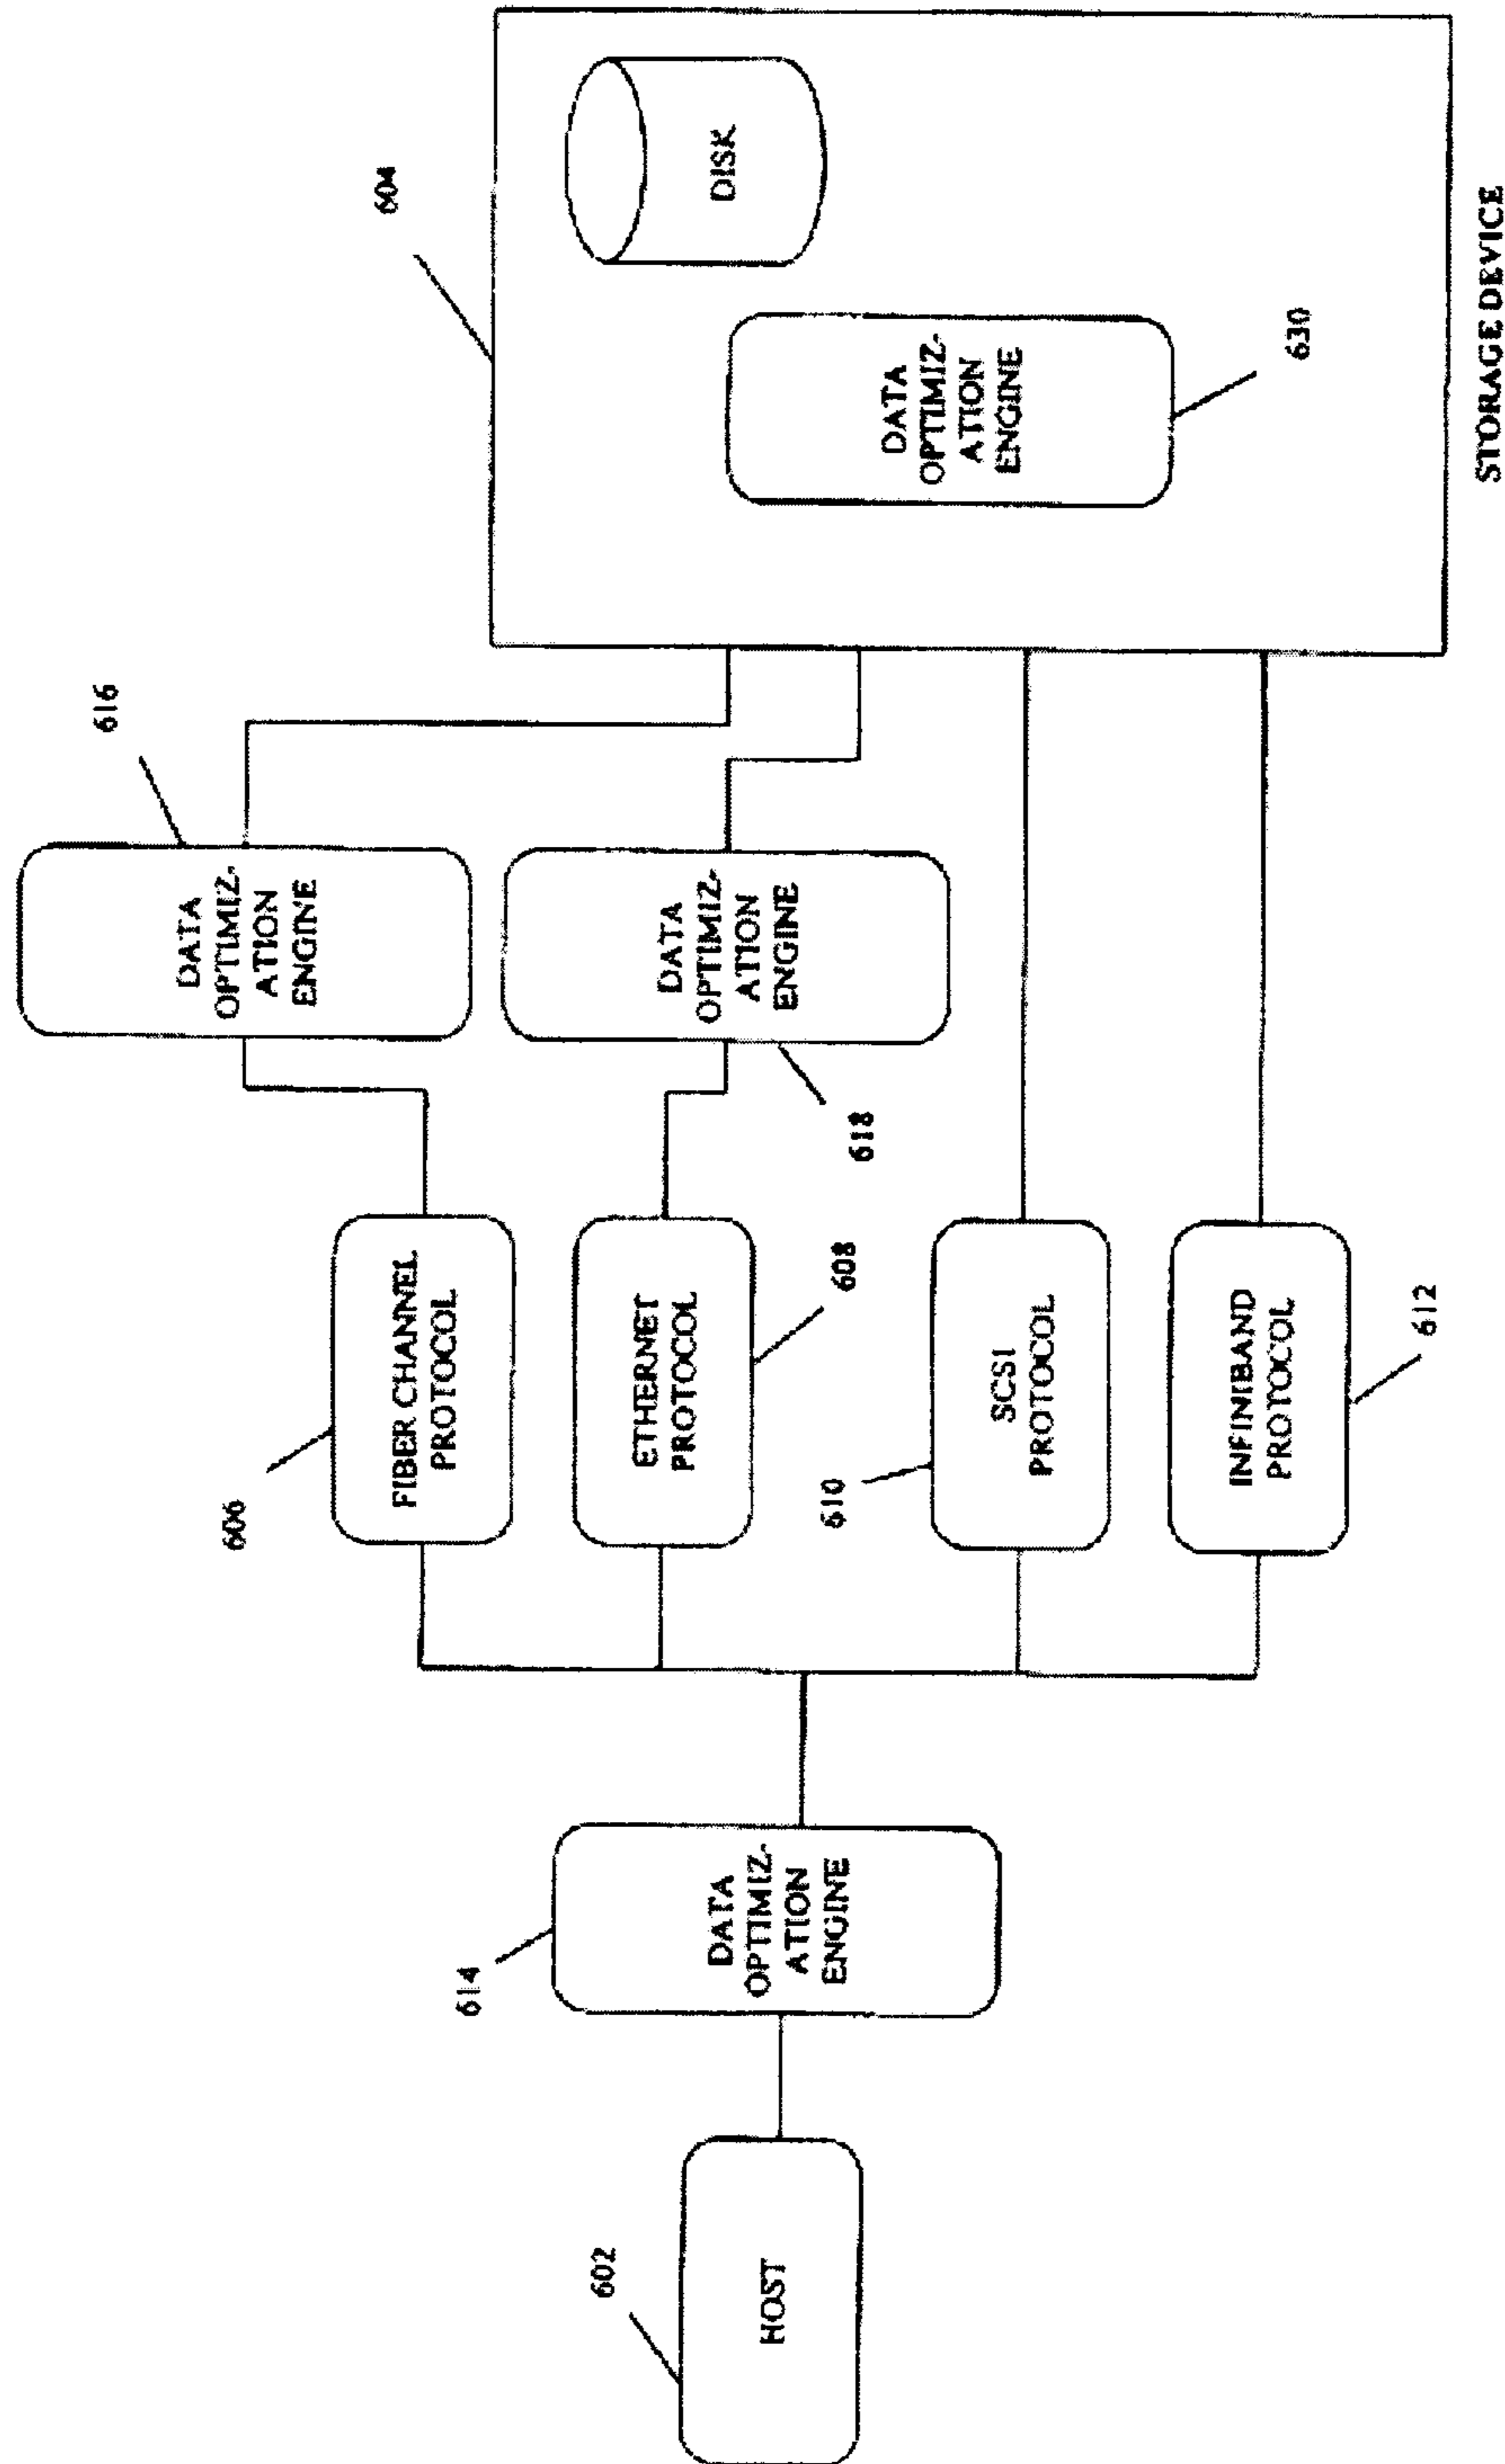 602
HOST
614
DATA
OPTIMIZ-
ATION
ENGINE
606
FIBER CHANNEL
PROTOCOL
ETHERNET
PROTOCOL
608
610
SCSI
PROTOCOL
INFINIBAND
PROTOCOL
612
616
DATA
OPTIMIZ-
ATION
ENGINE
DATA
OPTIMIZ-
ATION
ENGINE
618
604
DISK
DATA
OPTIMIZ-
ATION
ENGINE
630
STORAGE DEVICE